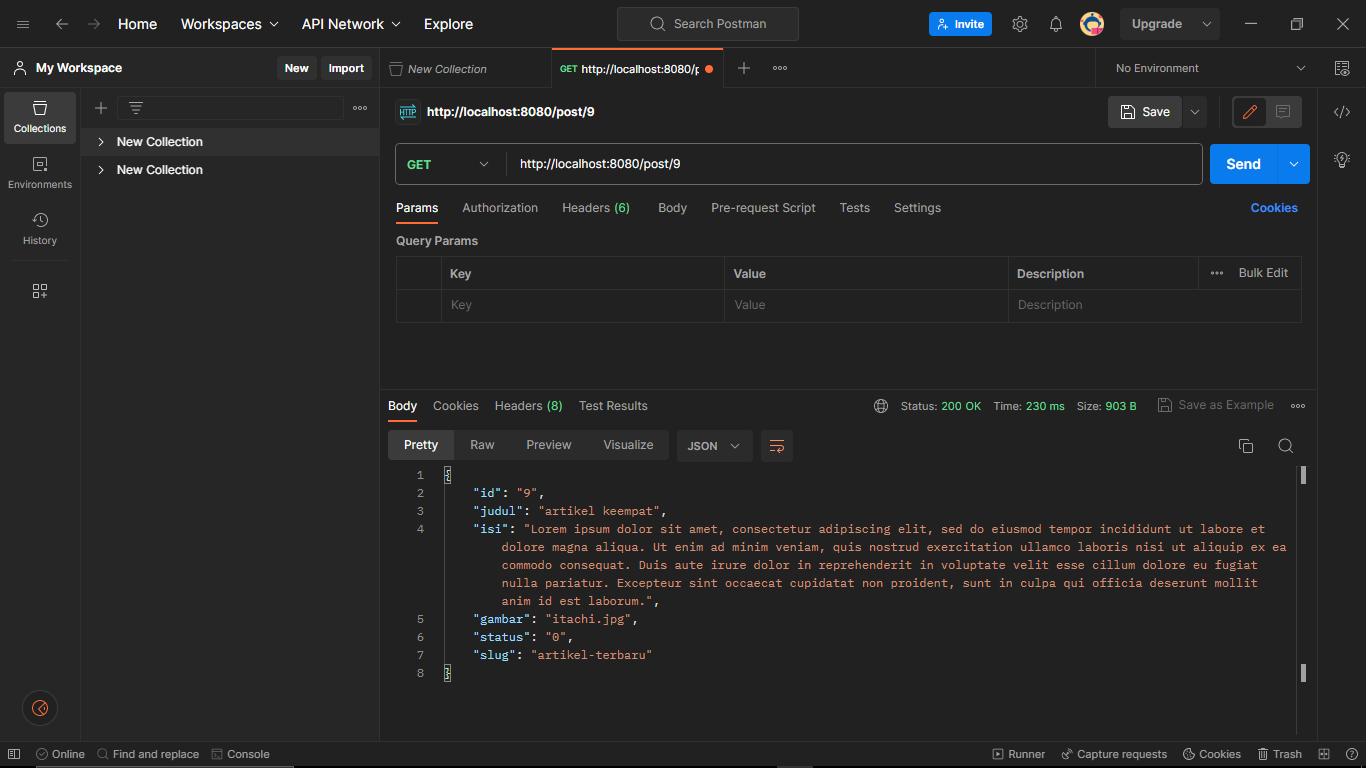 Home Workspaces API Network Explore Search Postman Invite Upgrade
My Workspace New Import
New Collection GET http://localhost:8080/p No Environment
Collections
Environments
History
New Collection
New Collection
HTTP http://localhost:8080/post/9 Save
GET http://localhost:8080/post/9 Send
Params Authorization Headers (6) Body Pre-request Script Tests Settings Cookies
Query Params
Key Value Description Bulk Edit
Key Value Description
Body Cookies Headers (8) Test Results Status: 200 OK Time: 230 ms Size: 903 B Save as Example
Pretty Raw Preview Visualize JSON
1 {
2 "id": "9",
3 "judul": "artikel keempat",
4 "isi": "Lorem ipsum dolor sit amet, consectetur adipiscing elit, sed do eiusmod tempor incididunt ut labore et
dolore magna aliqua. Ut enim ad minim veniam, quis nostrud exercitation ullamco laboris nisi ut aliquip ex ea
commodo consequat. Duis aute irure dolor in reprehenderit in voluptate velit esse cillum dolore eu fugiat
nulla pariatur. Excepteur sint occaecat cupidatat non proident, sunt in culpa qui officia deserunt mollit
anim id est laborum.",
5 "gambar": "itachi.jpg",
6 "status": "0",
7 "slug": "artikel-terbaru"
8 }
Online Find and replace Console Runner Capture requests Cookies Trash